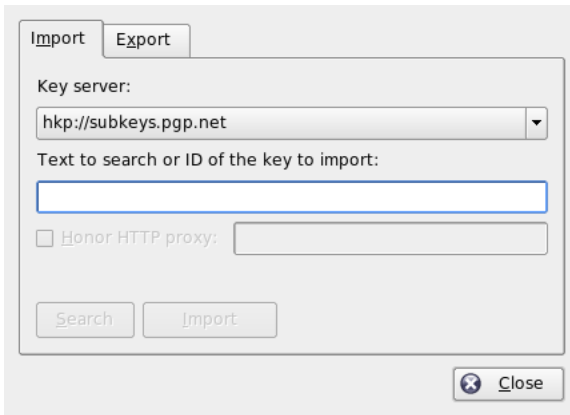 Import Export
Key server:
hkp://subkeys.pgp.net
Text to search or ID of the key to import:
Honor HTTP proxy:
Search Import
Close